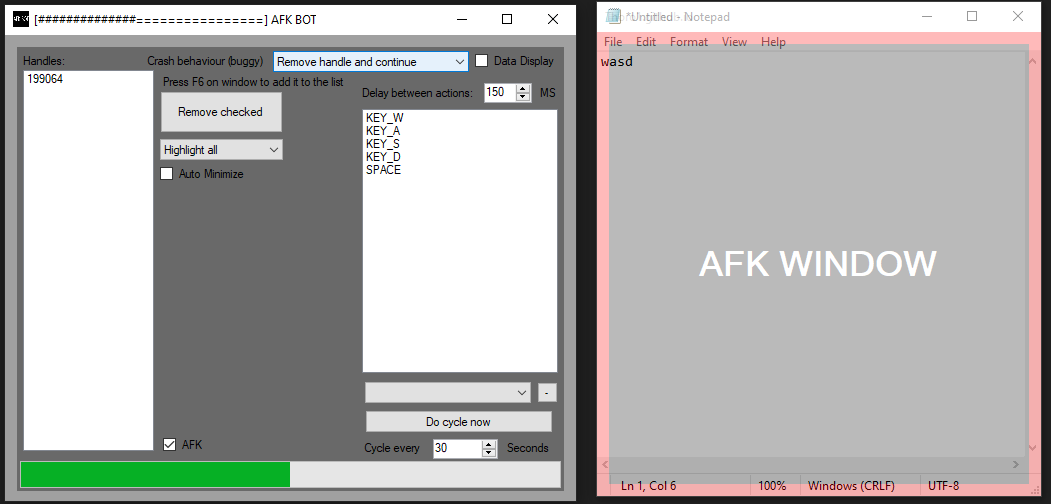 [##############================] AFK BOT
Handles:
199064
Crash behaviour (buggy)
Remove handle and continue
Data Display
Press F6 on window to add it to the list
Remove checked
Highlight all
Auto Minimize
Delay between actions:
150
MS
KEY_W
KEY_A
KEY_S
KEY_D
SPACE
-
Do cycle now
AFK
Cycle every
30
Seconds
*Untitled - Notepad
File Edit Format View Help
wasd
AFK WINDOW
Ln 1, Col 6
100%
Windows (CRLF)
UTF-8